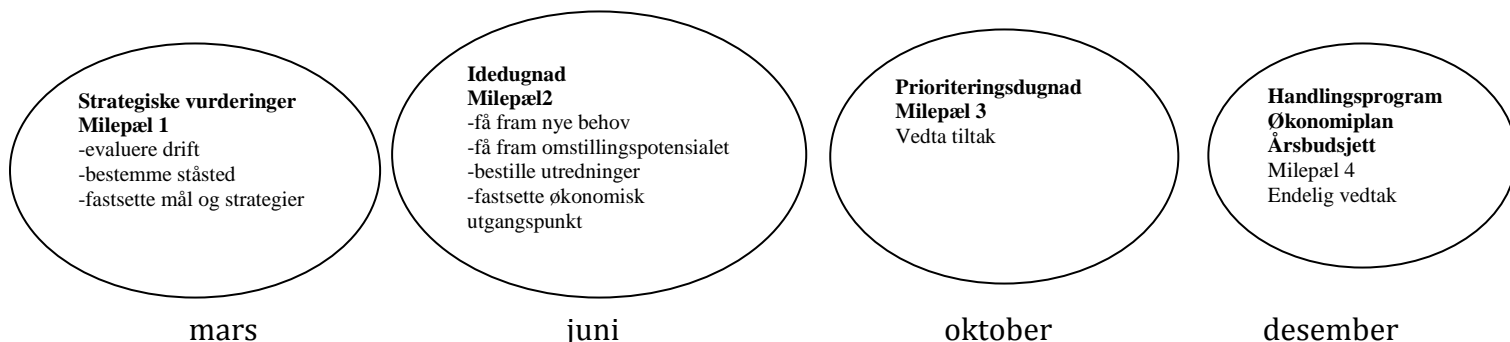 Strategiske vurderinger
Milepæl 1
-evaluere drift
-bestemme ståsted
-fastsette mål og strategier
Idedugnad
Milepæl2
-få fram nye behov
-få fram omstillingspotensialet
-bestille utredninger
-fastsette økonomisk
utgangspunkt
Prioriteringsdugnad
Milepæl 3
Vedta tiltak
Handlingsprogram
Økonomiplan
Årsbudsjett
Milepæl 4
Endelig vedtak
mars
juni
oktober
desember